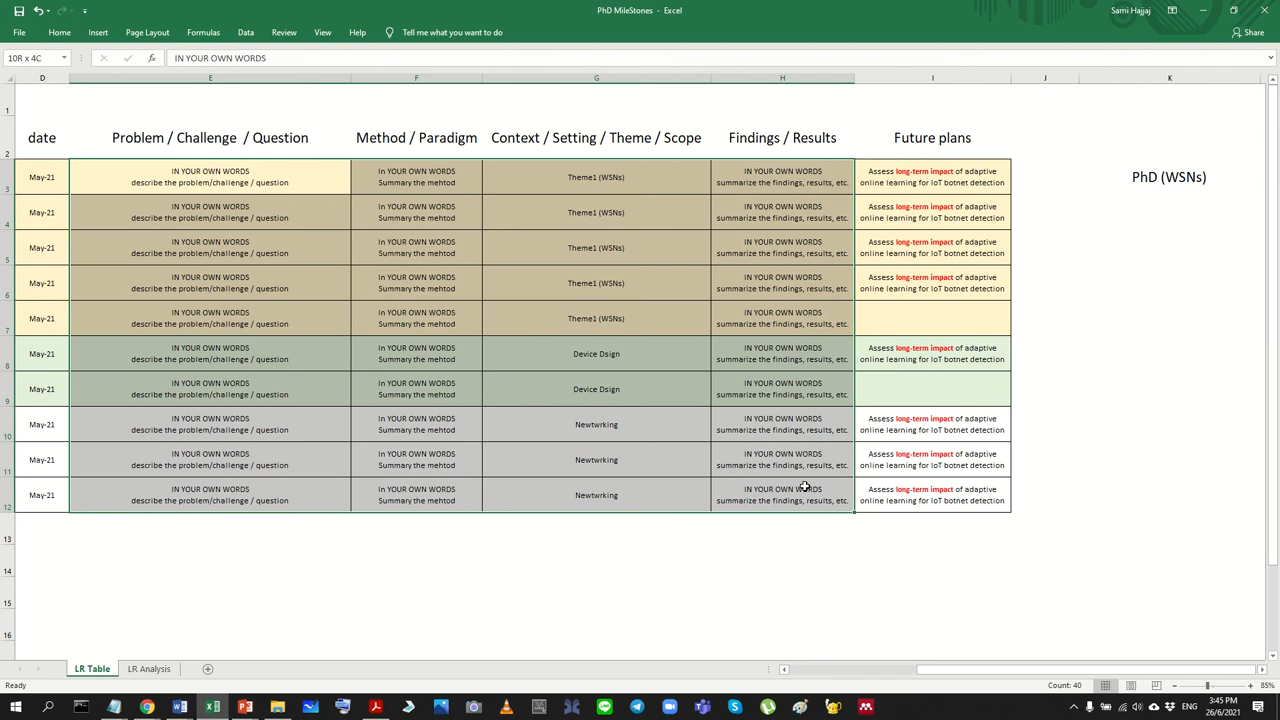 PhD MileStones - Excel
Sami Hajjaj
File Home Insert Page Layout Formulas Data Review View Help Tell me what you want to do Share
10R x 4C fx IN YOUR OWN WORDS
D E F G H I J K
1
date Problem / Challenge / Question Method / Paradigm Context / Setting / Theme / Scope Findings / Results Future plans
2
May-21 IN YOUR OWN WORDS In YOUR OWN WORDS Theme1 (WSNs) IN YOUR OWN WORDS Assess long-term impact of adaptive PhD (WSNs)
describe the problem/challenge / question Summary the mehtod summarize the findings, results, etc. online learning for IoT botnet detection
3
May-21 IN YOUR OWN WORDS In YOUR OWN WORDS Theme1 (WSNs) IN YOUR OWN WORDS Assess long-term impact of adaptive
describe the problem/challenge / question Summary the mehtod summarize the findings, results, etc. online learning for IoT botnet detection
4
May-21 IN YOUR OWN WORDS In YOUR OWN WORDS Theme1 (WSNs) IN YOUR OWN WORDS Assess long-term impact of adaptive
describe the problem/challenge / question Summary the mehtod summarize the findings, results, etc. online learning for IoT botnet detection
5
May-21 IN YOUR OWN WORDS In YOUR OWN WORDS Theme1 (WSNs) IN YOUR OWN WORDS Assess long-term impact of adaptive
describe the problem/challenge / question Summary the mehtod summarize the findings, results, etc. online learning for IoT botnet detection
6
May-21 IN YOUR OWN WORDS In YOUR OWN WORDS Theme1 (WSNs) IN YOUR OWN WORDS
describe the problem/challenge / question Summary the mehtod summarize the findings, results, etc.
7
May-21 IN YOUR OWN WORDS In YOUR OWN WORDS Device Dsign IN YOUR OWN WORDS Assess long-term impact of adaptive
describe the problem/challenge / question Summary the mehtod summarize the findings, results, etc. online learning for IoT botnet detection
8
May-21 IN YOUR OWN WORDS In YOUR OWN WORDS Device Dsign IN YOUR OWN WORDS
describe the problem/challenge / question Summary the mehtod summarize the findings, results, etc.
9
May-21 IN YOUR OWN WORDS In YOUR OWN WORDS Newtwrking IN YOUR OWN WORDS Assess long-term impact of adaptive
describe the problem/challenge / question Summary the mehtod summarize the findings, results, etc. online learning for IoT botnet detection
10
May-21 IN YOUR OWN WORDS In YOUR OWN WORDS Newtwrking IN YOUR OWN WORDS Assess long-term impact of adaptive
describe the problem/challenge / question Summary the mehtod summarize the findings, results, etc. online learning for IoT botnet detection
11
May-21 IN YOUR OWN WORDS In YOUR OWN WORDS Newtwrking IN YOUR OWN WORDS Assess long-term impact of adaptive
describe the problem/challenge / question Summary the mehtod summarize the findings, results, etc. online learning for IoT botnet detection
12
13
14
15
16
LR Table LR Analysis
Ready Count: 40 85%
ENG 3:45 PM
26/6/2021